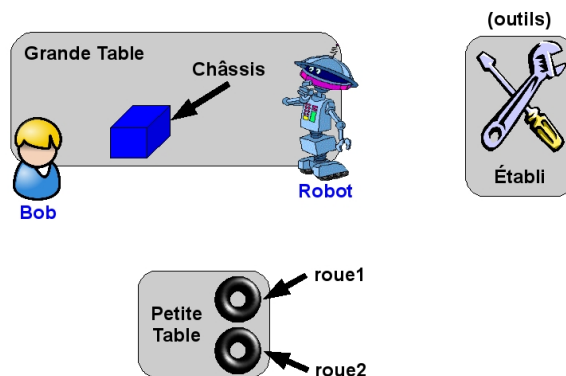 (outils)
Grande Table
Châssis
Robot
Bob
Établi
roue1
Petite
Table
roue2